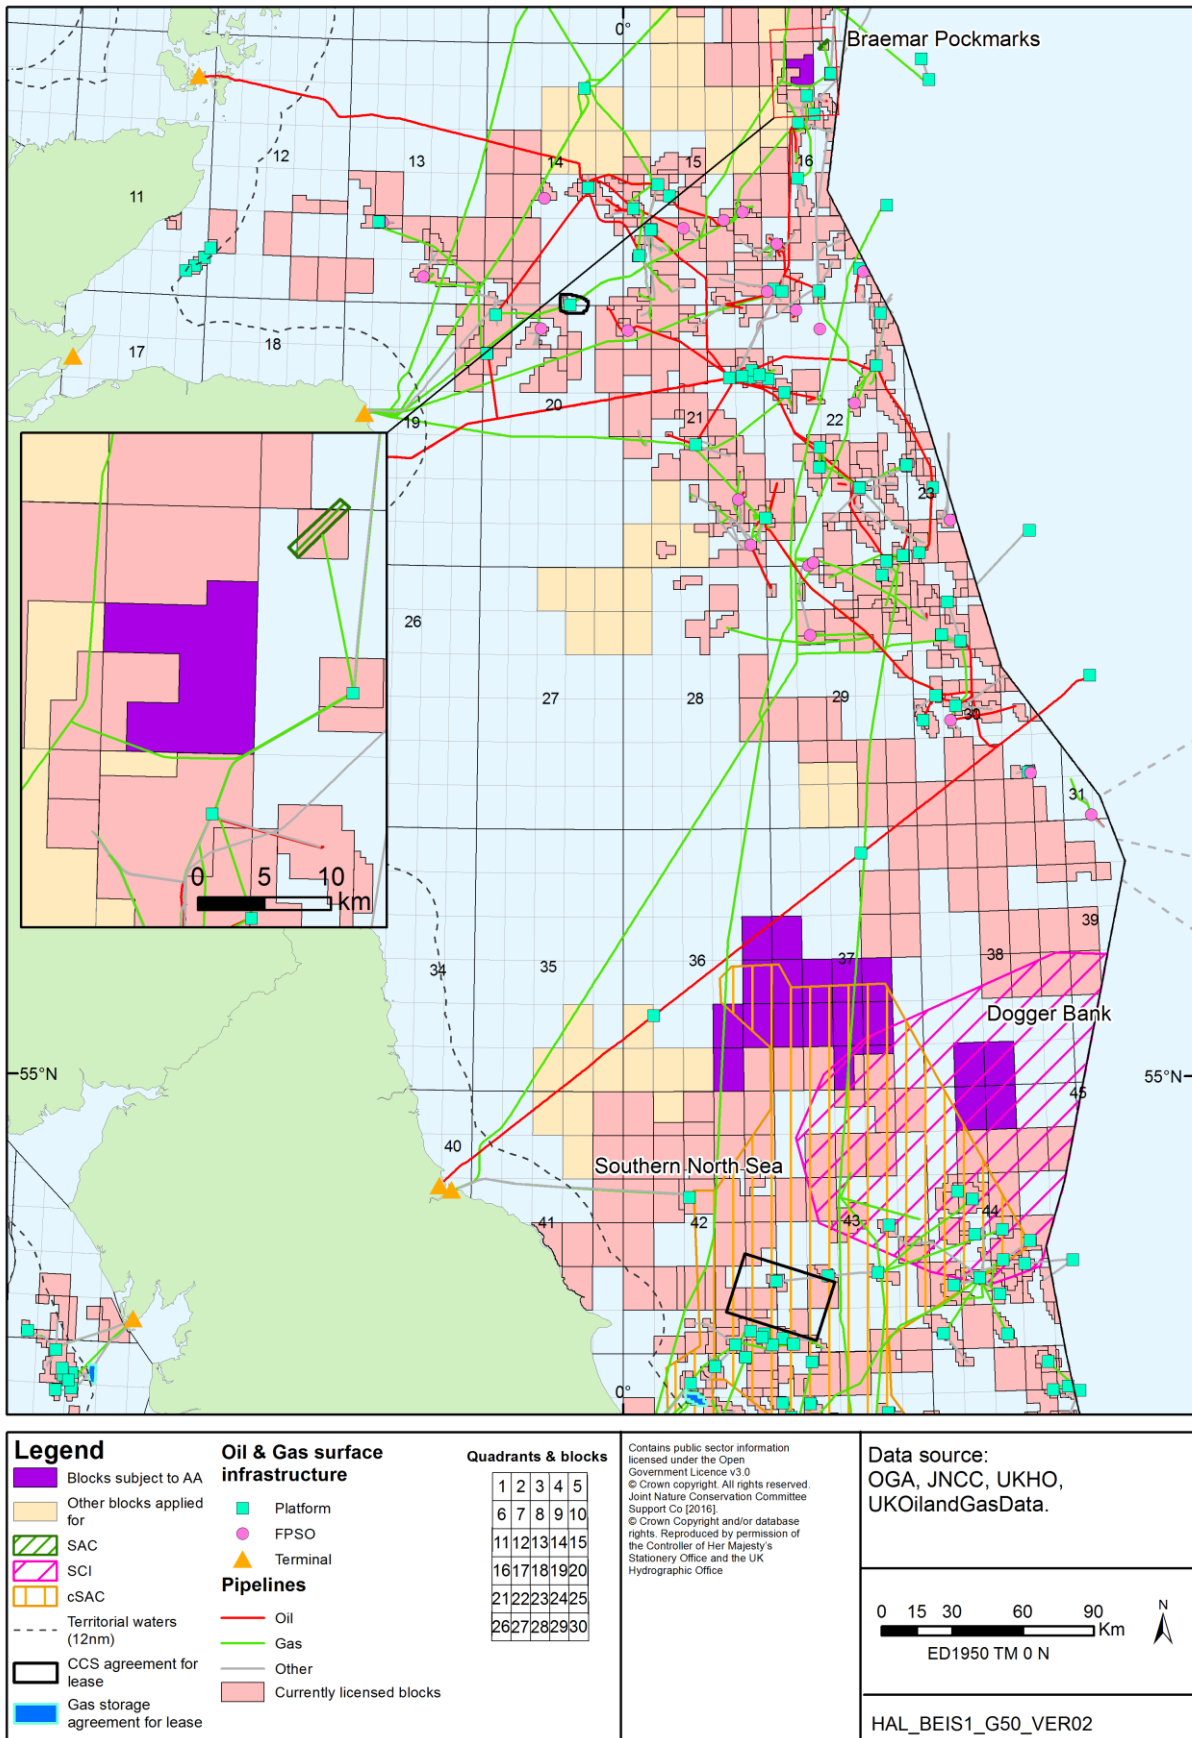 0°
Braemar Pockmarks
12
13
14
15
16
11
17
18
19
20
21
22
23
0
5
10
km
26
27
28
29
30
31
34
35
36
37
38
39
Dogger Bank
55°N
55°N
45
40
Southern North Sea
41
42
43
44
0°
Legend
Blocks subject to AA
Other blocks applied
for
SAC
SCI
cSAC
Territorial waters
(12nm)
CCS agreement for
lease
Gas storage
agreement for lease
Oil & Gas surface
infrastructure
Platform
FPSO
Terminal
Pipelines
Oil
Gas
Other
Currently licensed blocks
Quadrants & blocks
1 2 3 4 5
6 7 8 9 10
11 12 13 14 15
16 17 18 19 20
21 22 23 24 25
26 27 28 29 30
Contains public sector information
licensed under the Open
Government Licence v3.0
© Crown copyright. All rights reserved.
Joint Nature Conservation Committee
Support Co [2016].
© Crown Copyright and/or database
rights. Reproduced by permission of
the Controller of Her Majesty's
Stationery Office and the UK
Hydrographic Office
Data source:
OGA, JNCC, UKHO,
UKOilandGasData.
0 15 30 60 90
Km
N
ED1950 TM 0 N
HAL_BEIS1_G50_VER02